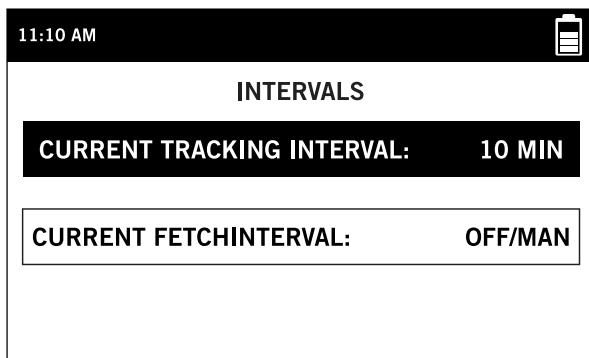 11:10 AM
INTERVALS
CURRENT TRACKING INTERVAL: 10 MIN
CURRENT FETCHINTERVAL: OFF/MAN